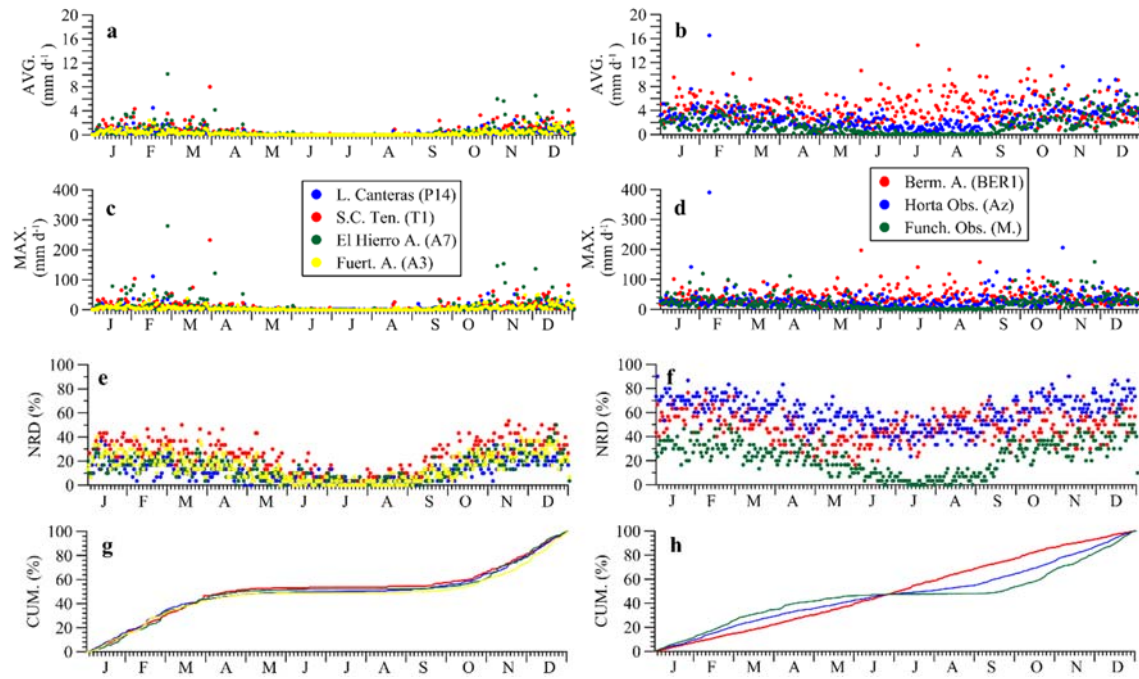 a
AVG.
(mm d-1)
20
16
12
8
4
0
J F M A M J J A S O N D
b
AVG.
(mm d-1)
20
16
12
8
4
0
J F M A M J J A S O N D
c
MAX.
(mm d-1)
400
300
200
100
0
L. Canteras (P14)
S.C. Ten. (T1)
El Hierro A. (A7)
Fuert. A. (A3)
J F M A M J J A S O N D
d
MAX.
(mm d-1)
400
300
200
100
0
Berm. A. (BER1)
Horta Obs. (Az)
Funch. Obs. (M.)
J F M A M J J A S O N D
e
NRD (%)
100
80
60
40
20
0
J F M A M J J A S O N D
f
NRD (%)
100
80
60
40
20
0
J F M A M J J A S O N D
g
CUM. (%)
100
80
60
40
20
0
J F M A M J J A S O N D
h
CUM. (%)
100
80
60
40
20
0
J F M A M J J A S O N D